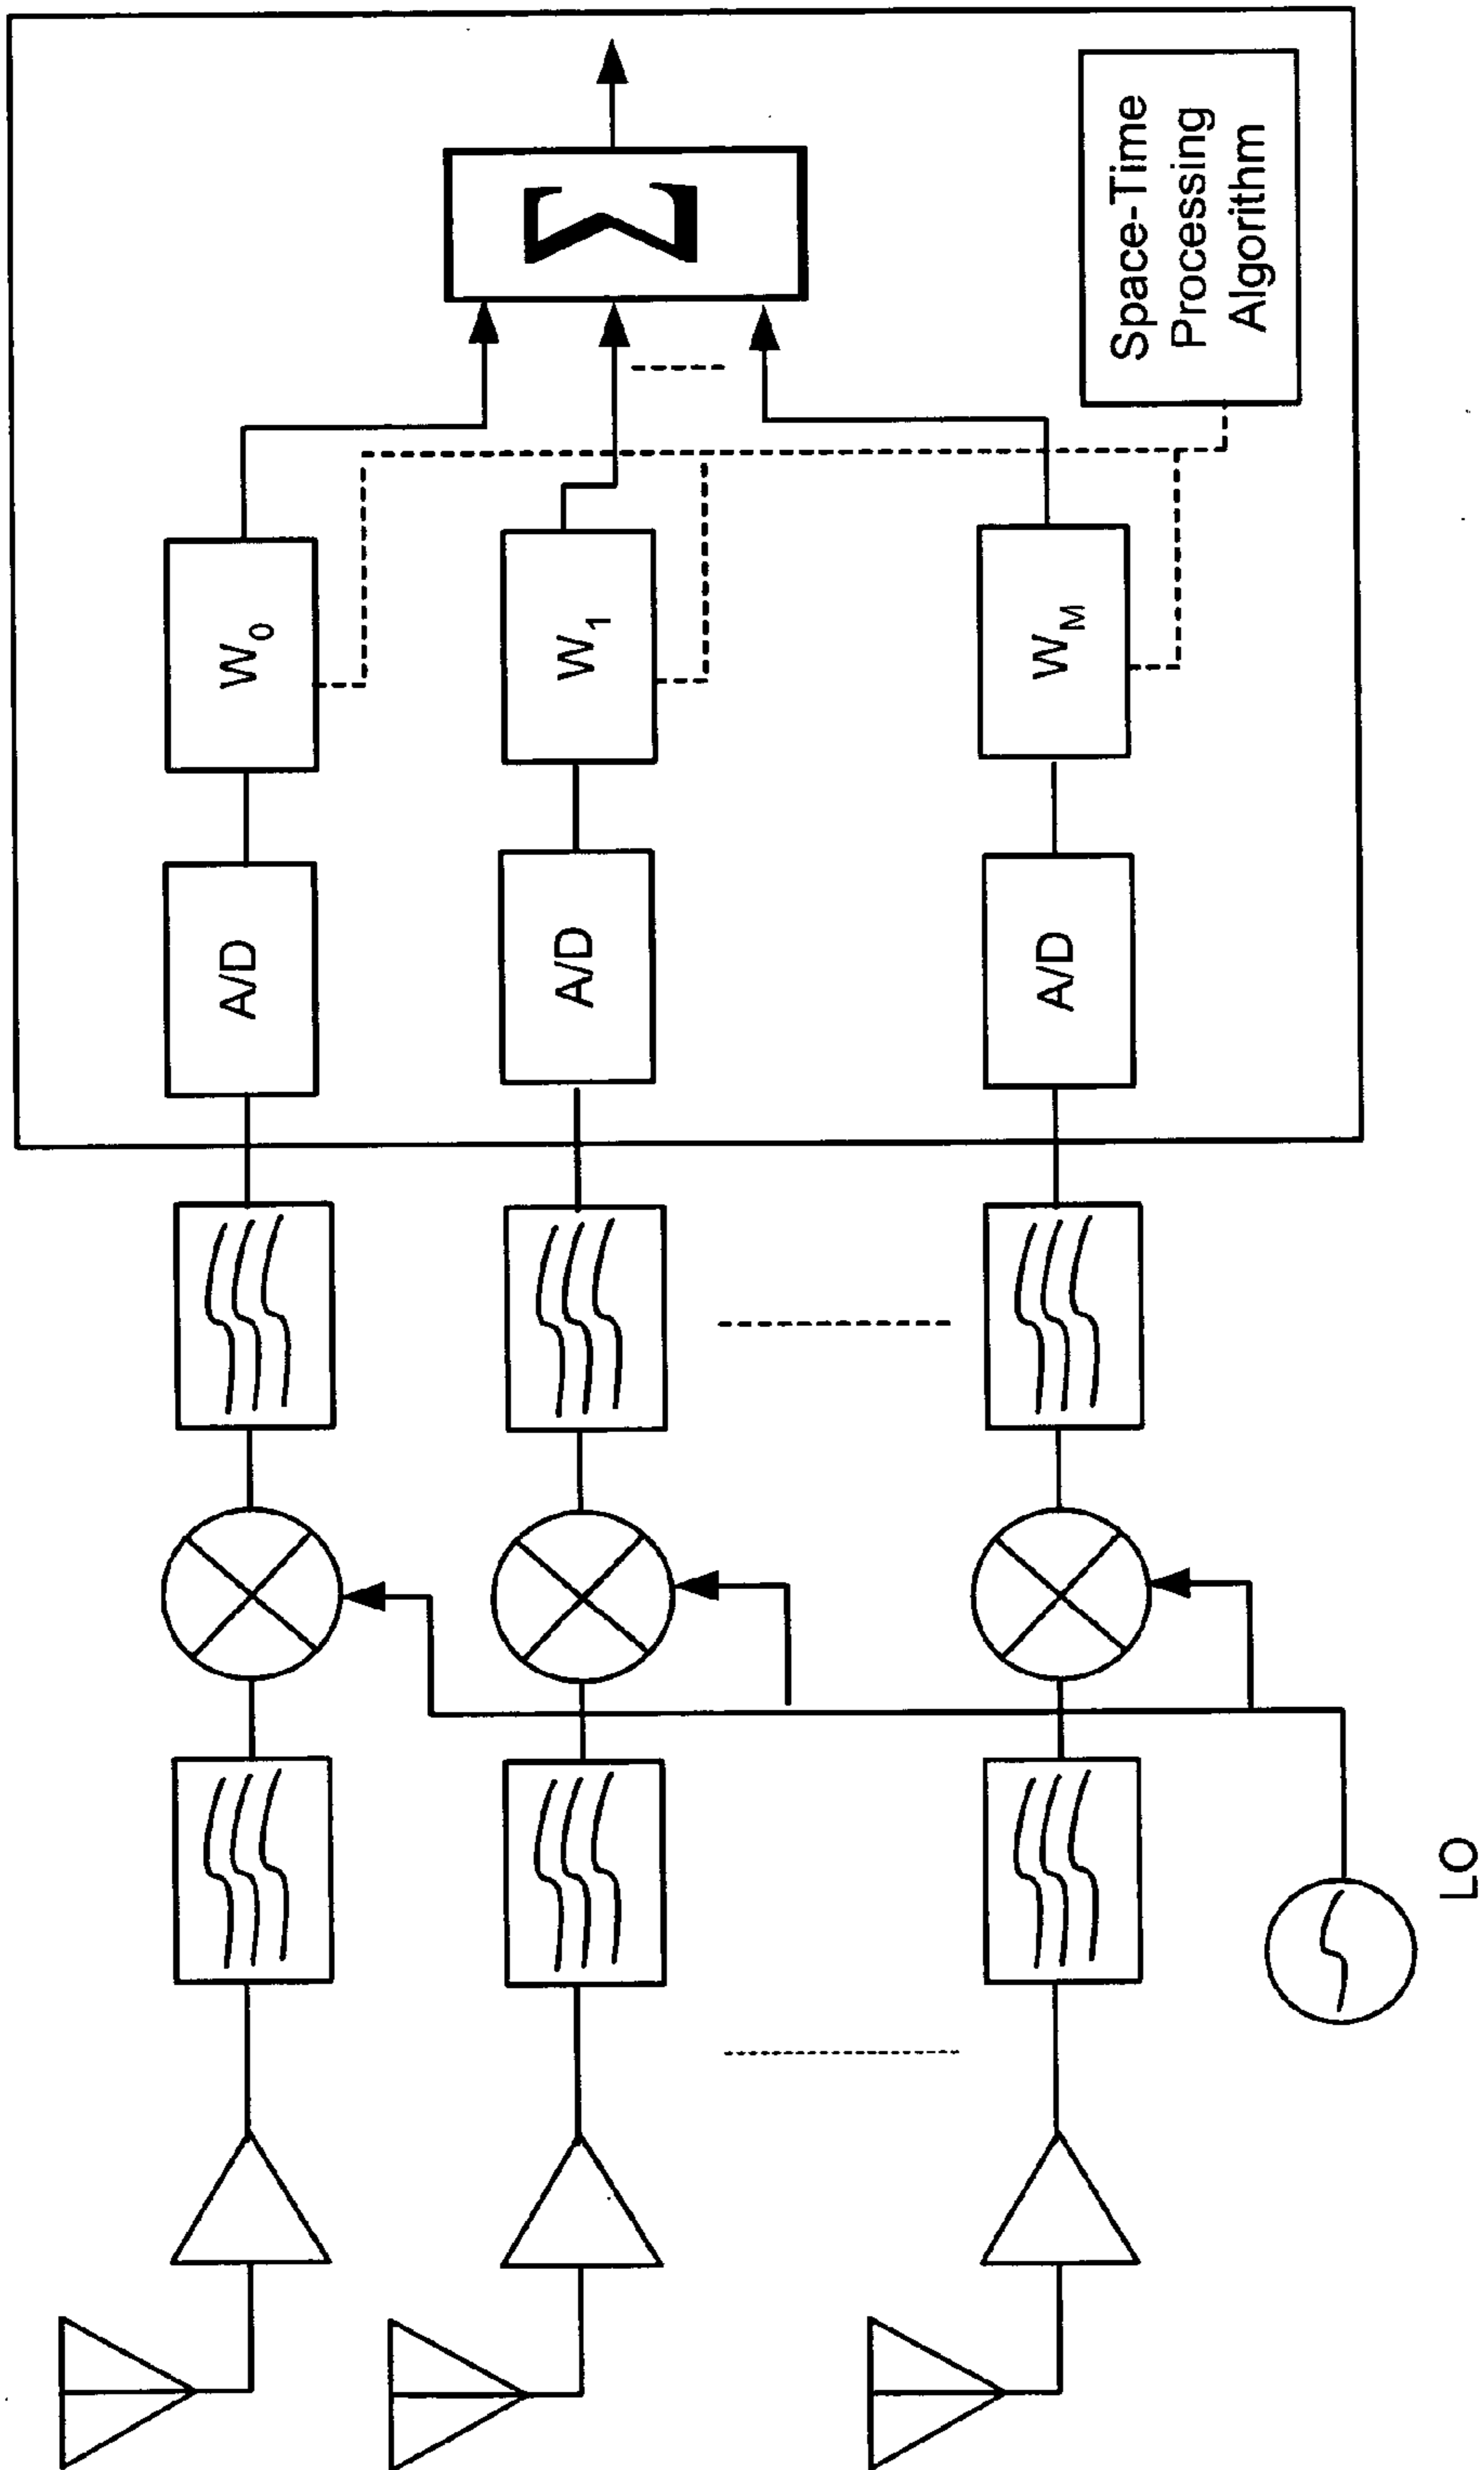 A/D
W0
A/D
W1
A/D
WM
Σ
Space-Time
Processing
Algorithm
LO